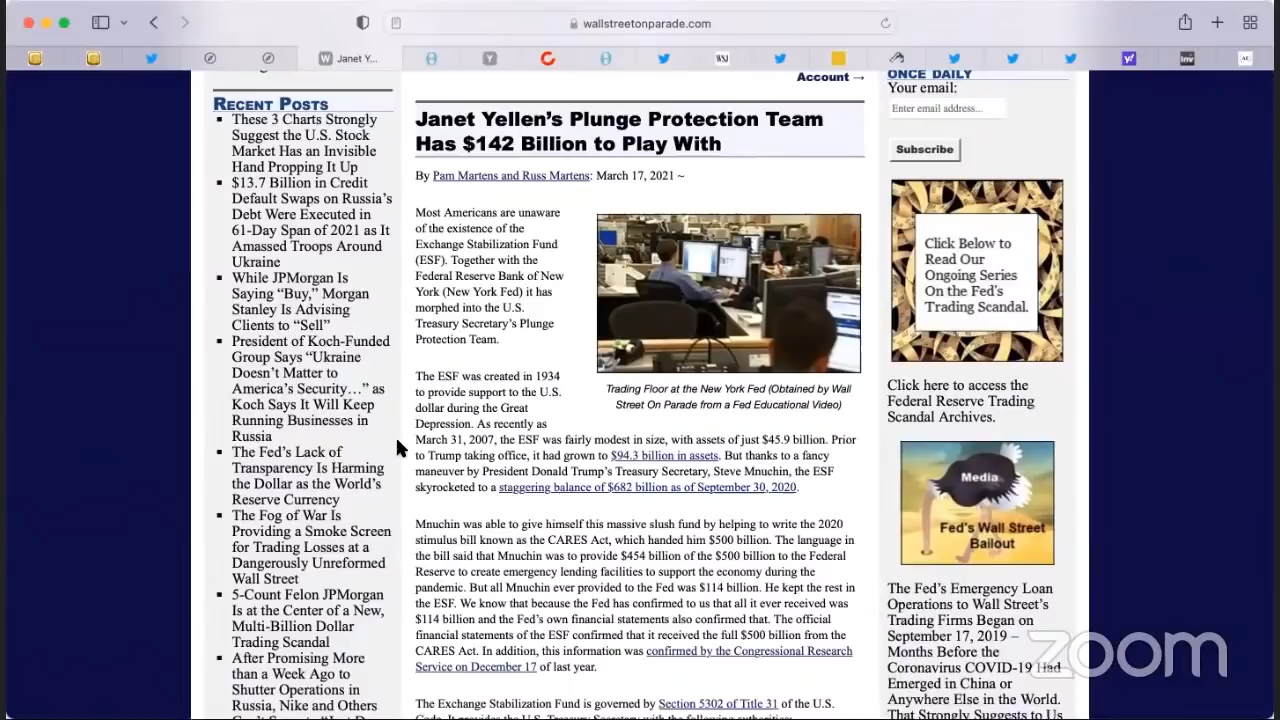 wallstreetonparade.com
Janet Y...
WSJ
inv
Recent Posts
These 3 Charts Strongly
Suggest the U.S. Stock
Market Has an Invisible
Hand Propping It Up
$13.7 Billion in Credit
Default Swaps on Russia's
Debt Were Executed in
61-Day Span of 2021 as It
Amassed Troops Around
Ukraine
While JPMorgan Is
Saying "Buy," Morgan
Stanley Is Advising
Clients to "Sell"
President of Koch-Funded
Group Says "Ukraine
Doesn't Matter to
America's Security…" as
Koch Says It Will Keep
Running Businesses in
Russia
The Fed's Lack of
Transparency Is Harming
the Dollar as the World's
Reserve Currency
The Fog of War Is
Providing a Smoke Screen
for Trading Losses at a
Dangerously Unreformed
Wall Street
5-Count Felon JPMorgan
Is at the Center of a New,
Multi-Billion Dollar
Trading Scandal
After Promising More
than a Week Ago to
Shutter Operations in
Russia, Nike and Others
Account →
Janet Yellen's Plunge Protection Team
Has $142 Billion to Play With
By Pam Martens and Russ Martens: March 17, 2021 ~
Most Americans are unaware
of the existence of the
Exchange Stabilization Fund
(ESF). Together with the
Federal Reserve Bank of New
York (New York Fed) it has
morphed into the U.S.
Treasury Secretary's Plunge
Protection Team.
Trading Floor at the New York Fed (Obtained by Wall
Street On Parade from a Fed Educational Video)
The ESF was created in 1934
to provide support to the U.S.
dollar during the Great
Depression. As recently as
March 31, 2007, the ESF was fairly modest in size, with assets of just $45.9 billion. Prior
to Trump taking office, it had grown to $94.3 billion in assets. But thanks to a fancy
maneuver by President Donald Trump's Treasury Secretary, Steve Mnuchin, the ESF
skyrocketed to a staggering balance of $682 billion as of September 30, 2020.
Mnuchin was able to give himself this massive slush fund by helping to write the 2020
stimulus bill known as the CARES Act, which handed him $500 billion. The language in
the bill said that Mnuchin was to provide $454 billion of the $500 billion to the Federal
Reserve to create emergency lending facilities to support the economy during the
pandemic. But all Mnuchin ever provided to the Fed was $114 billion. He kept the rest in
the ESF. We know that because the Fed has confirmed to us that all it ever received was
$114 billion and the Fed's own financial statements also confirmed that. The official
financial statements of the ESF confirmed that it received the full $500 billion from the
CARES Act. In addition, this information was confirmed by the Congressional Research
Service on December 17 of last year.
The Exchange Stabilization Fund is governed by Section 5302 of Title 31 of the U.S.
ONCE DAILY
Your email:
Enter email address...
Subscribe
Click Below to
Read Our
Ongoing Series
On the Fed's
Trading Scandal.
Click here to access the
Federal Reserve Trading
Scandal Archives.
Media
Fed's Wall Street
Bailout
The Fed's Emergency Loan
Operations to Wall Street's
Trading Firms Began on
September 17, 2019 –
Months Before the
Coronavirus COVID-19 Had
Emerged in China or
Anywhere Else in the World.
That Strongly Suggests to Us
zoom